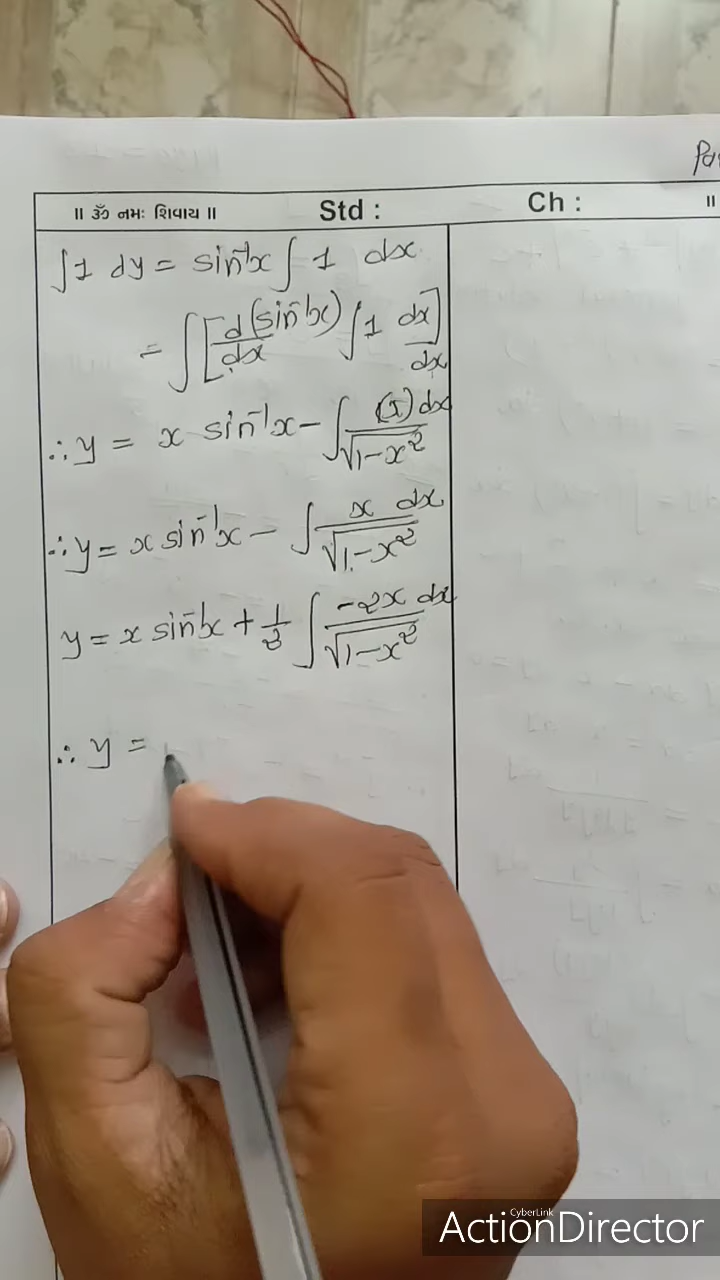 || ॐ નમઃ શિવાય || Std : Ch : ||
∫1 dy = sin⁻¹x ∫ 1 dx
= ∫[d/dx (sin⁻¹x) ∫1 dx] dx
∴ y = x sin⁻¹x - ∫ (x) dx / √1-x²
∴ y = x sin⁻¹x - ∫ x dx / √1-x²
y = x sin⁻¹x + 1/2 ∫ -2x dx / √1-x²
∴ y =
CyberLink
ActionDirector